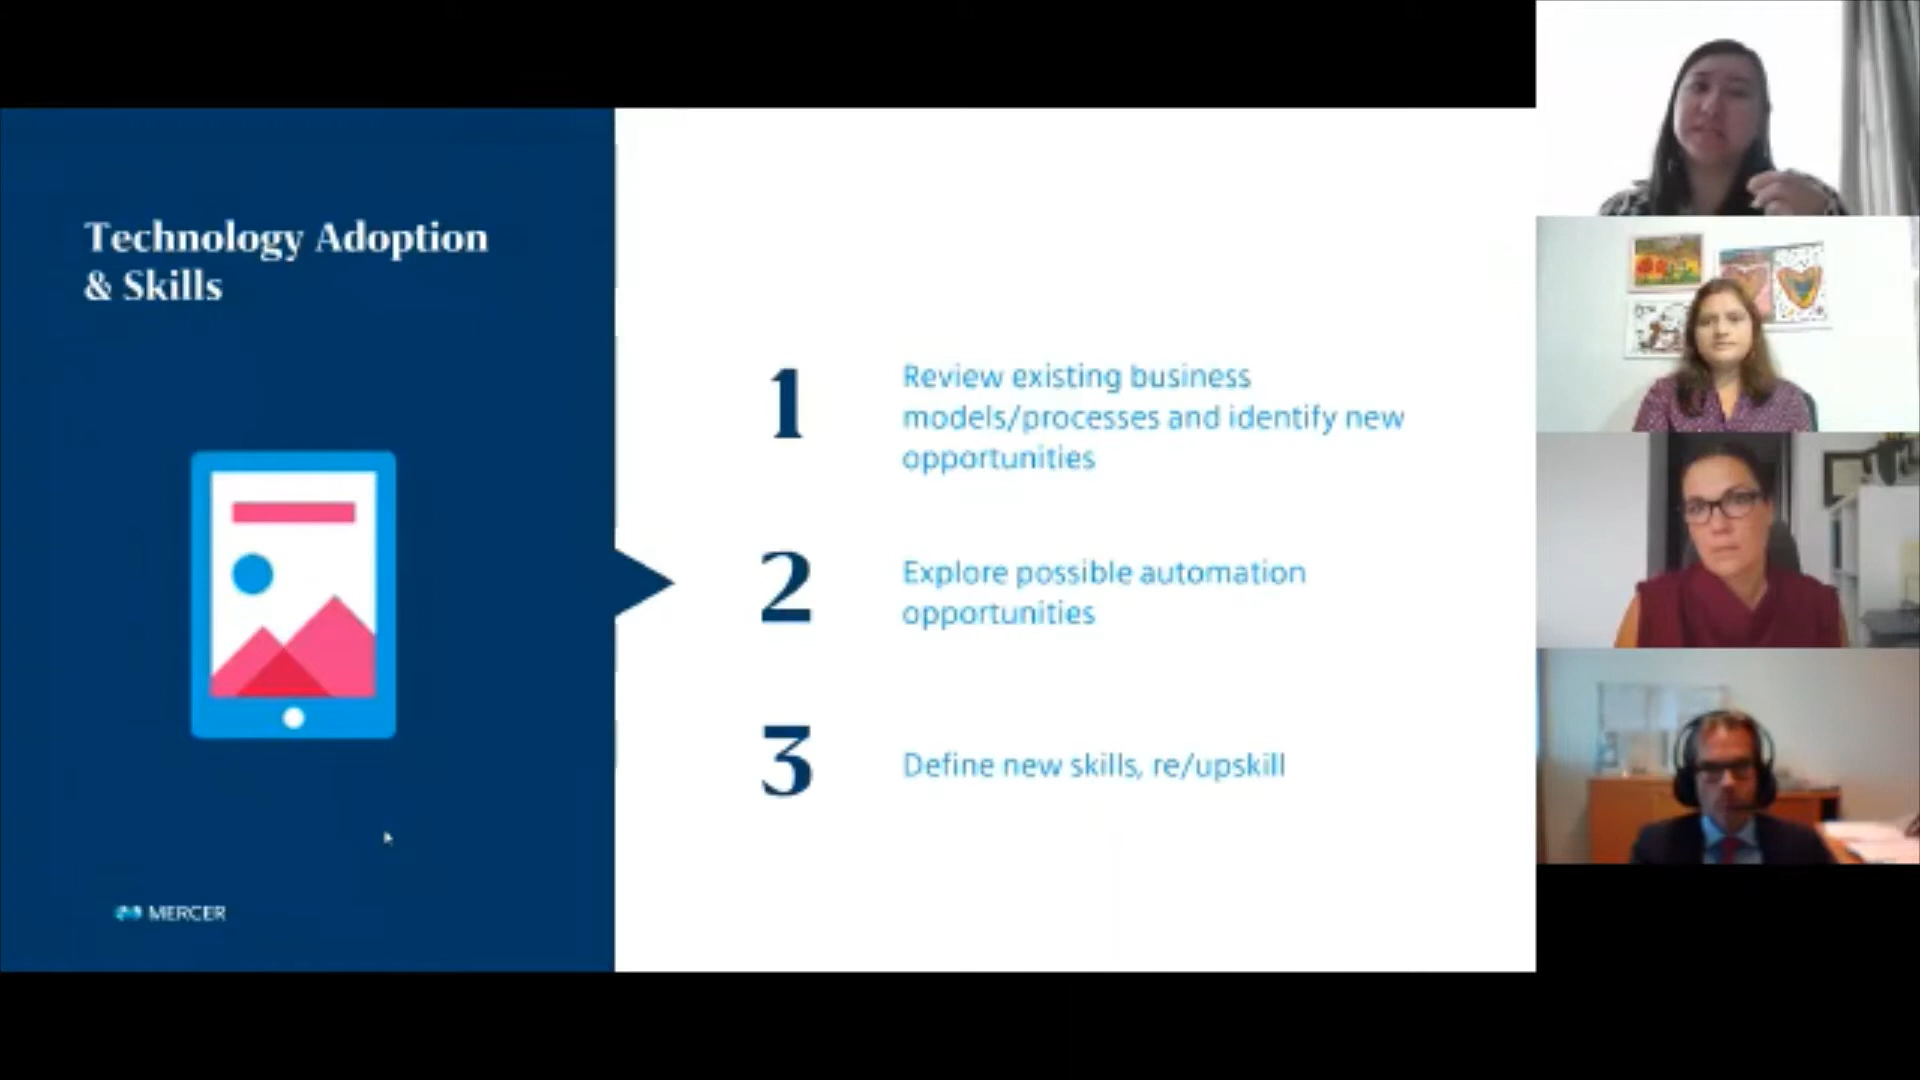 Technology Adoption
& Skills
1
Review existing business
models/processes and identify new
opportunities
2
Explore possible automation
opportunities
3
Define new skills, re/upskill
MERCER